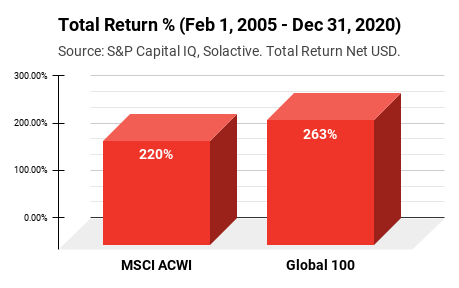 Total Return % (Feb 1, 2005 - Dec 31, 2020)
Source: S&P Capital IQ, Solactive. Total Return Net USD.
300.00%
200.00%
100.00%
0.00%
220%
263%
MSCI ACWI
Global 100